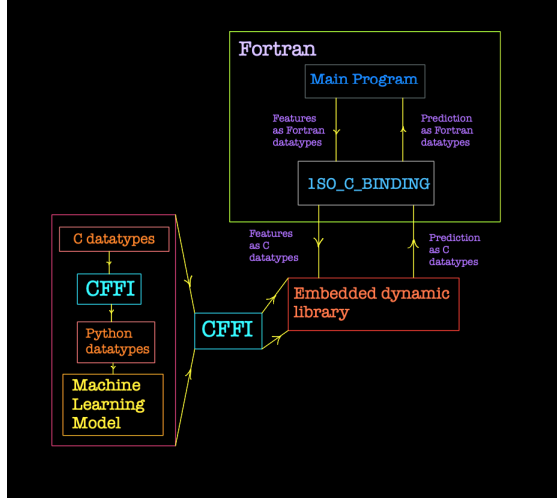 Fortran
Main Program
Features
as Fortran
datatypes
Prediction
as Fortran
datatypes
1SO_C_BINDING
Features
as C
datatypes
Prediction
as C
datatypes
C datatypes
CFFI
Python
datatypes
Machine
Learning
Model
CFFI
Embedded dynamic
library